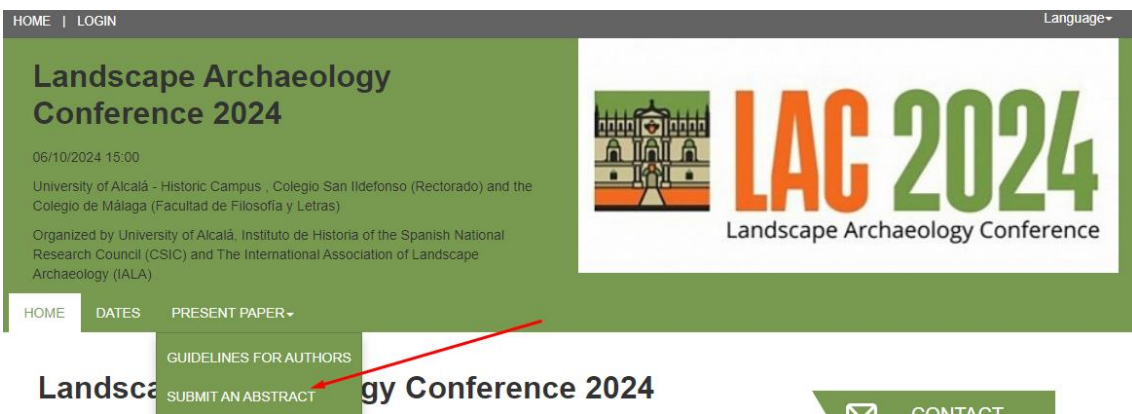 HOME | LOGIN
Language
Landscape Archaeology
Conference 2024
06/10/2024 15:00
University of Alcalá - Historic Campus , Colegio San Ildefonso (Rectorado) and the
Colegio de Málaga (Facultad de Filosofía y Letras)
Organized by University of Alcalá, Instituto de Historia of the Spanish National
Research Council (CSIC) and The International Association of Landscape
Archaeology (IALA)
LAC 2024
Landscape Archaeology Conference
HOME DATES PRESENT PAPER
GUIDELINES FOR AUTHORS
SUBMIT AN ABSTRACT
Landsca gy Conference 2024
CONTACT